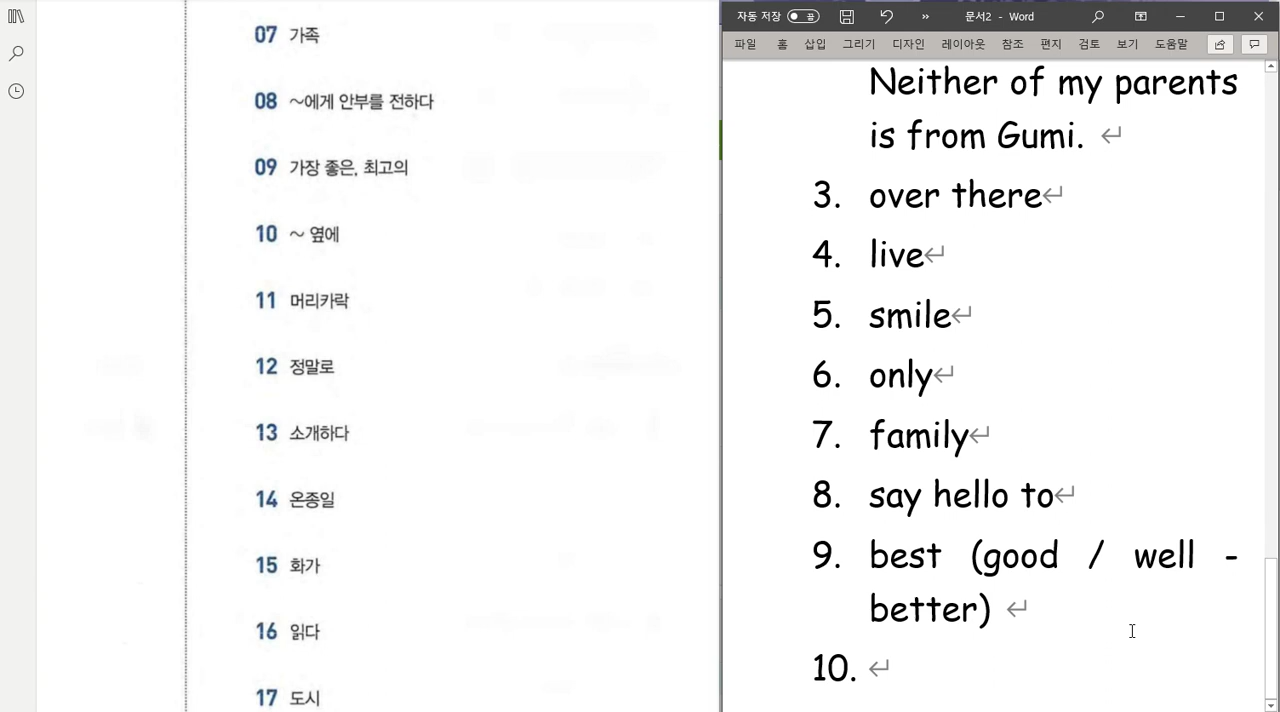 07 가족
08 ~에게 안부를 전하다
09 가장 좋은, 최고의
10 ~ 옆에
11 머리카락
12 정말로
13 소개하다
14 온종일
15 화가
16 읽다
17 도시
자동 저장 끔 문서2 - Word
파일 홈 삽입 그리기 디자인 레이아웃 참조 편지 검토 보기 도움말
Neither of my parents
is from Gumi.
3. over there
4. live
5. smile
6. only
7. family
8. say hello to
9. best (good / well -
better)
10.